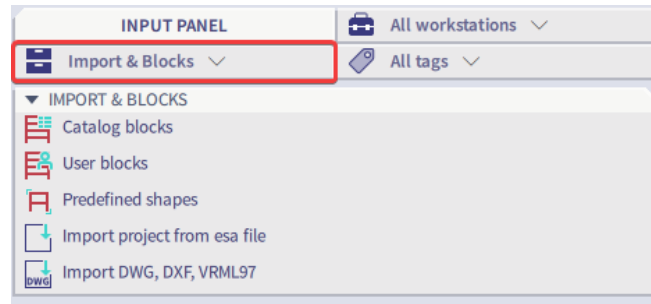 INPUT PANEL
All workstations
Import & Blocks
All tags
IMPORT & BLOCKS
Catalog blocks
User blocks
Predefined shapes
Import project from esa file
DWG Import DWG, DXF, VRML97